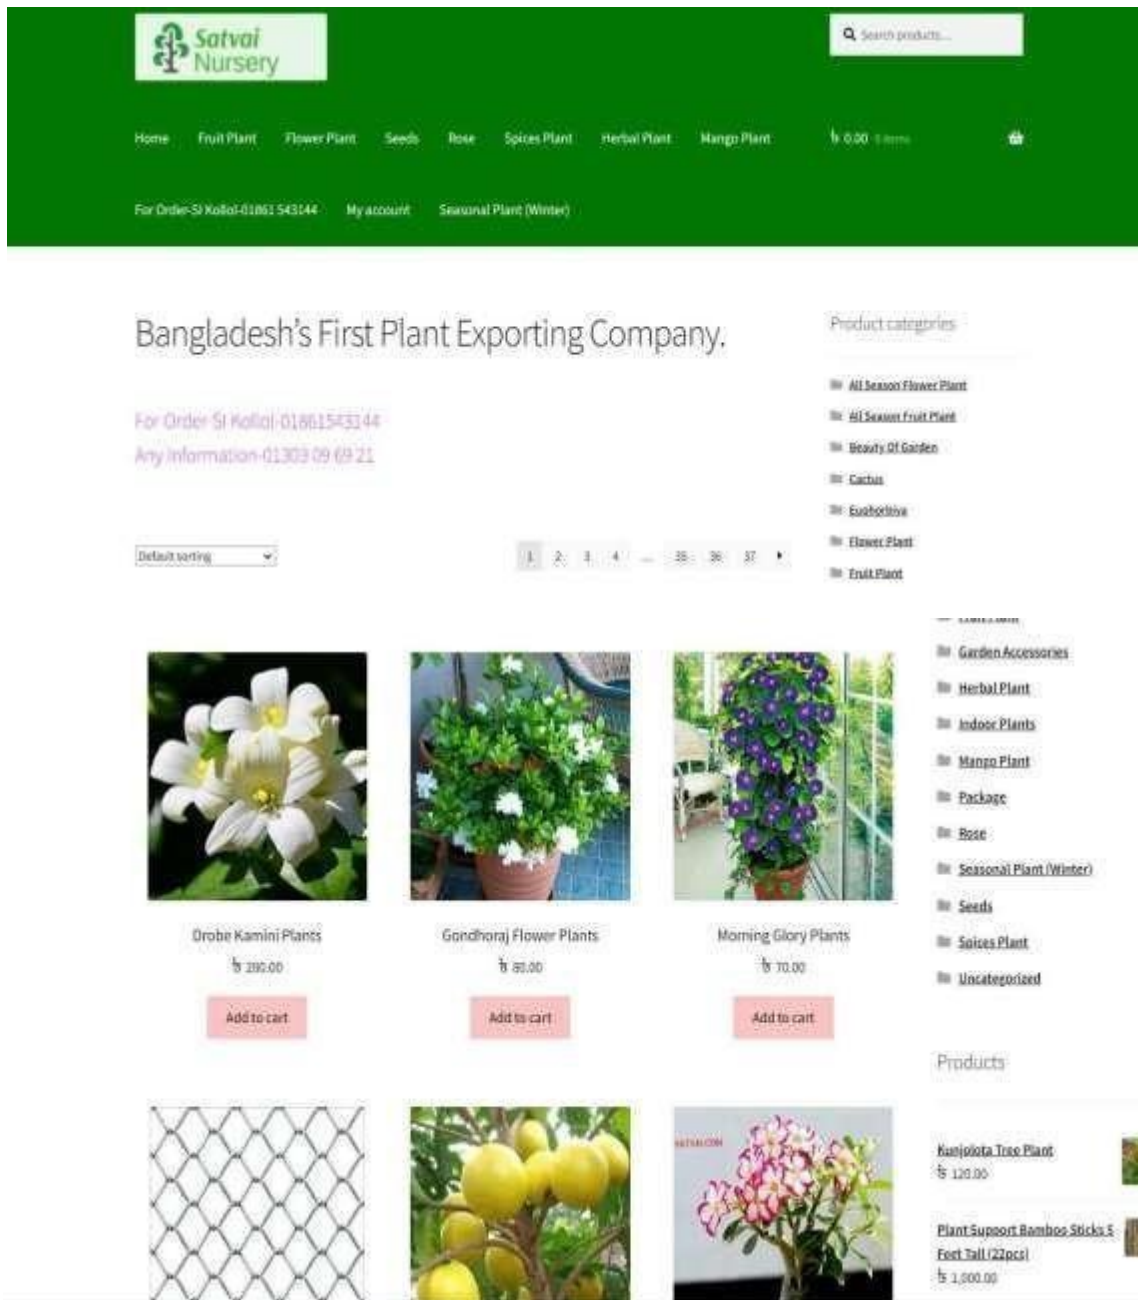 Satvai
Nursery
Search products...
Home Fruit Plant Flower Plant Seeds Rose Spices Plant Herbal Plant Mango Plant ৳ 0.00 0 items
For Order-SI Kollol-01861 543144 My account Seasonal Plant (Winter)
Bangladesh's First Plant Exporting Company.
For Order-SI Kollol-01861543144
Any Information-01303 09 69 21
Default sorting
1 2 3 4 ... 35 36 37
Product categories
All Season Flower Plant
All Season Fruit Plant
Beauty Of Garden
Cactus
Euphorbiya
Flower Plant
Fruit Plant
Fruit Plant
Garden Accessories
Herbal Plant
Indoor Plants
Mango Plant
Package
Rose
Seasonal Plant (Winter)
Seeds
Spices Plant
Uncategorized
Drobe Kamini Plants
৳ 280.00
Add to cart
Gondhoraj Flower Plants
৳ 80.00
Add to cart
Morning Glory Plants
৳ 70.00
Add to cart
Products
Kunjolota Tree Plant
৳ 120.00
Plant Support Bamboo Sticks 5
Feet Tall (22pcs)
৳ 1,000.00